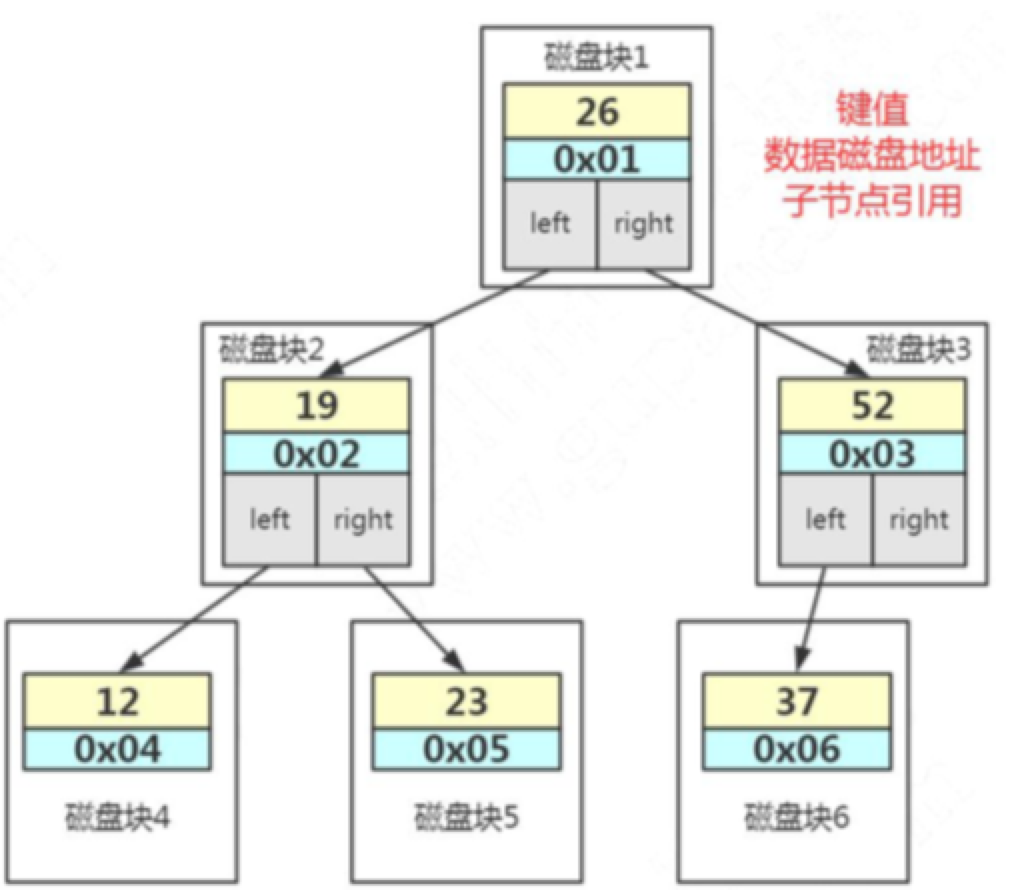 磁盘块1
26
0x01
left
right
键值
数据磁盘地址
子节点引用
磁盘块2
19
0x02
left
right
磁盘块3
52
0x03
left
right
12
0x04
磁盘块4
23
0x05
磁盘块5
37
0x06
磁盘块6